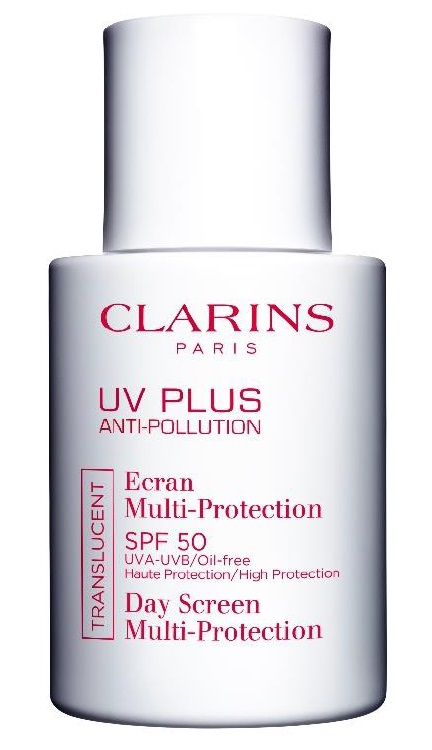 CLARINS
PARIS
UV PLUS
ANTI-POLLUTION
TRANSLUCENT
Ecran
Multi-Protection
SPF 50
UVA-UVB/Oil-free
Haute Protection/High Protection
Day Screen
Multi-Protection